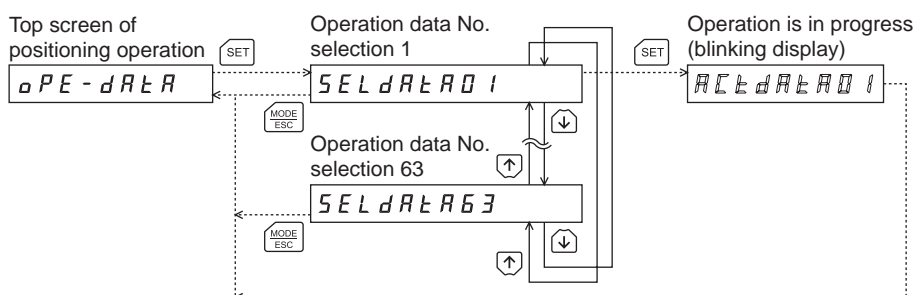 Top screen of
positioning operation
SET
oPE-dAtA
MODE
ESC
Operation data No.
selection 1
SELdAtA01
Operation data No.
selection 63
SELdAtA63
MODE
ESC
SET
Operation is in progress
(blinking display)
ACtdAtA01